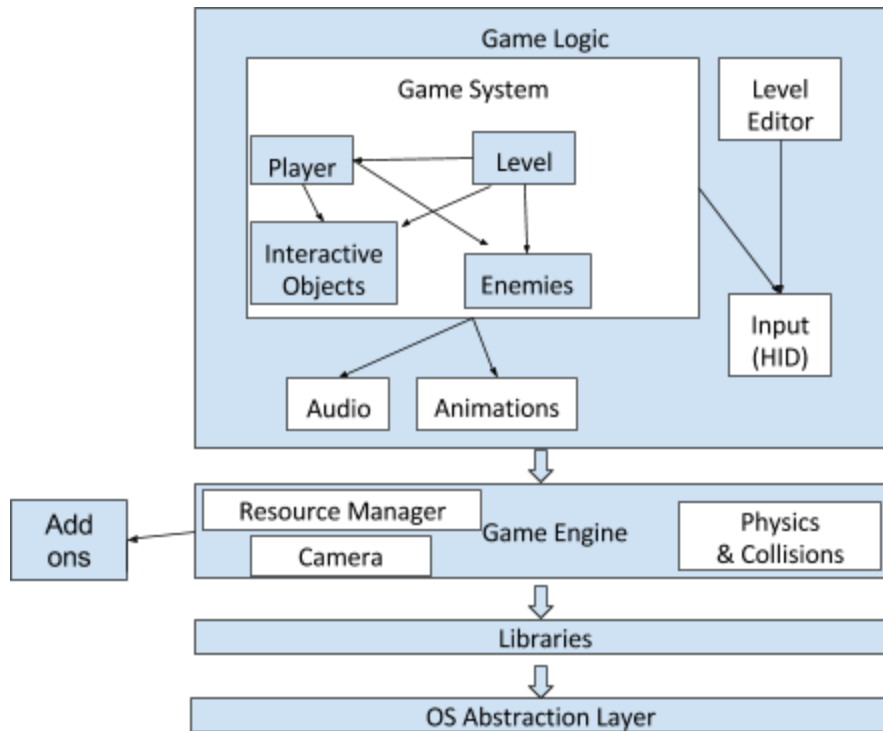 Game Logic
Game System
Level
Editor
Player
Level
Interactive
Objects
Enemies
Input
(HID)
Audio
Animations
Add
ons
Resource Manager
Camera
Game Engine
Physics
& Collisions
Libraries
OS Abstraction Layer